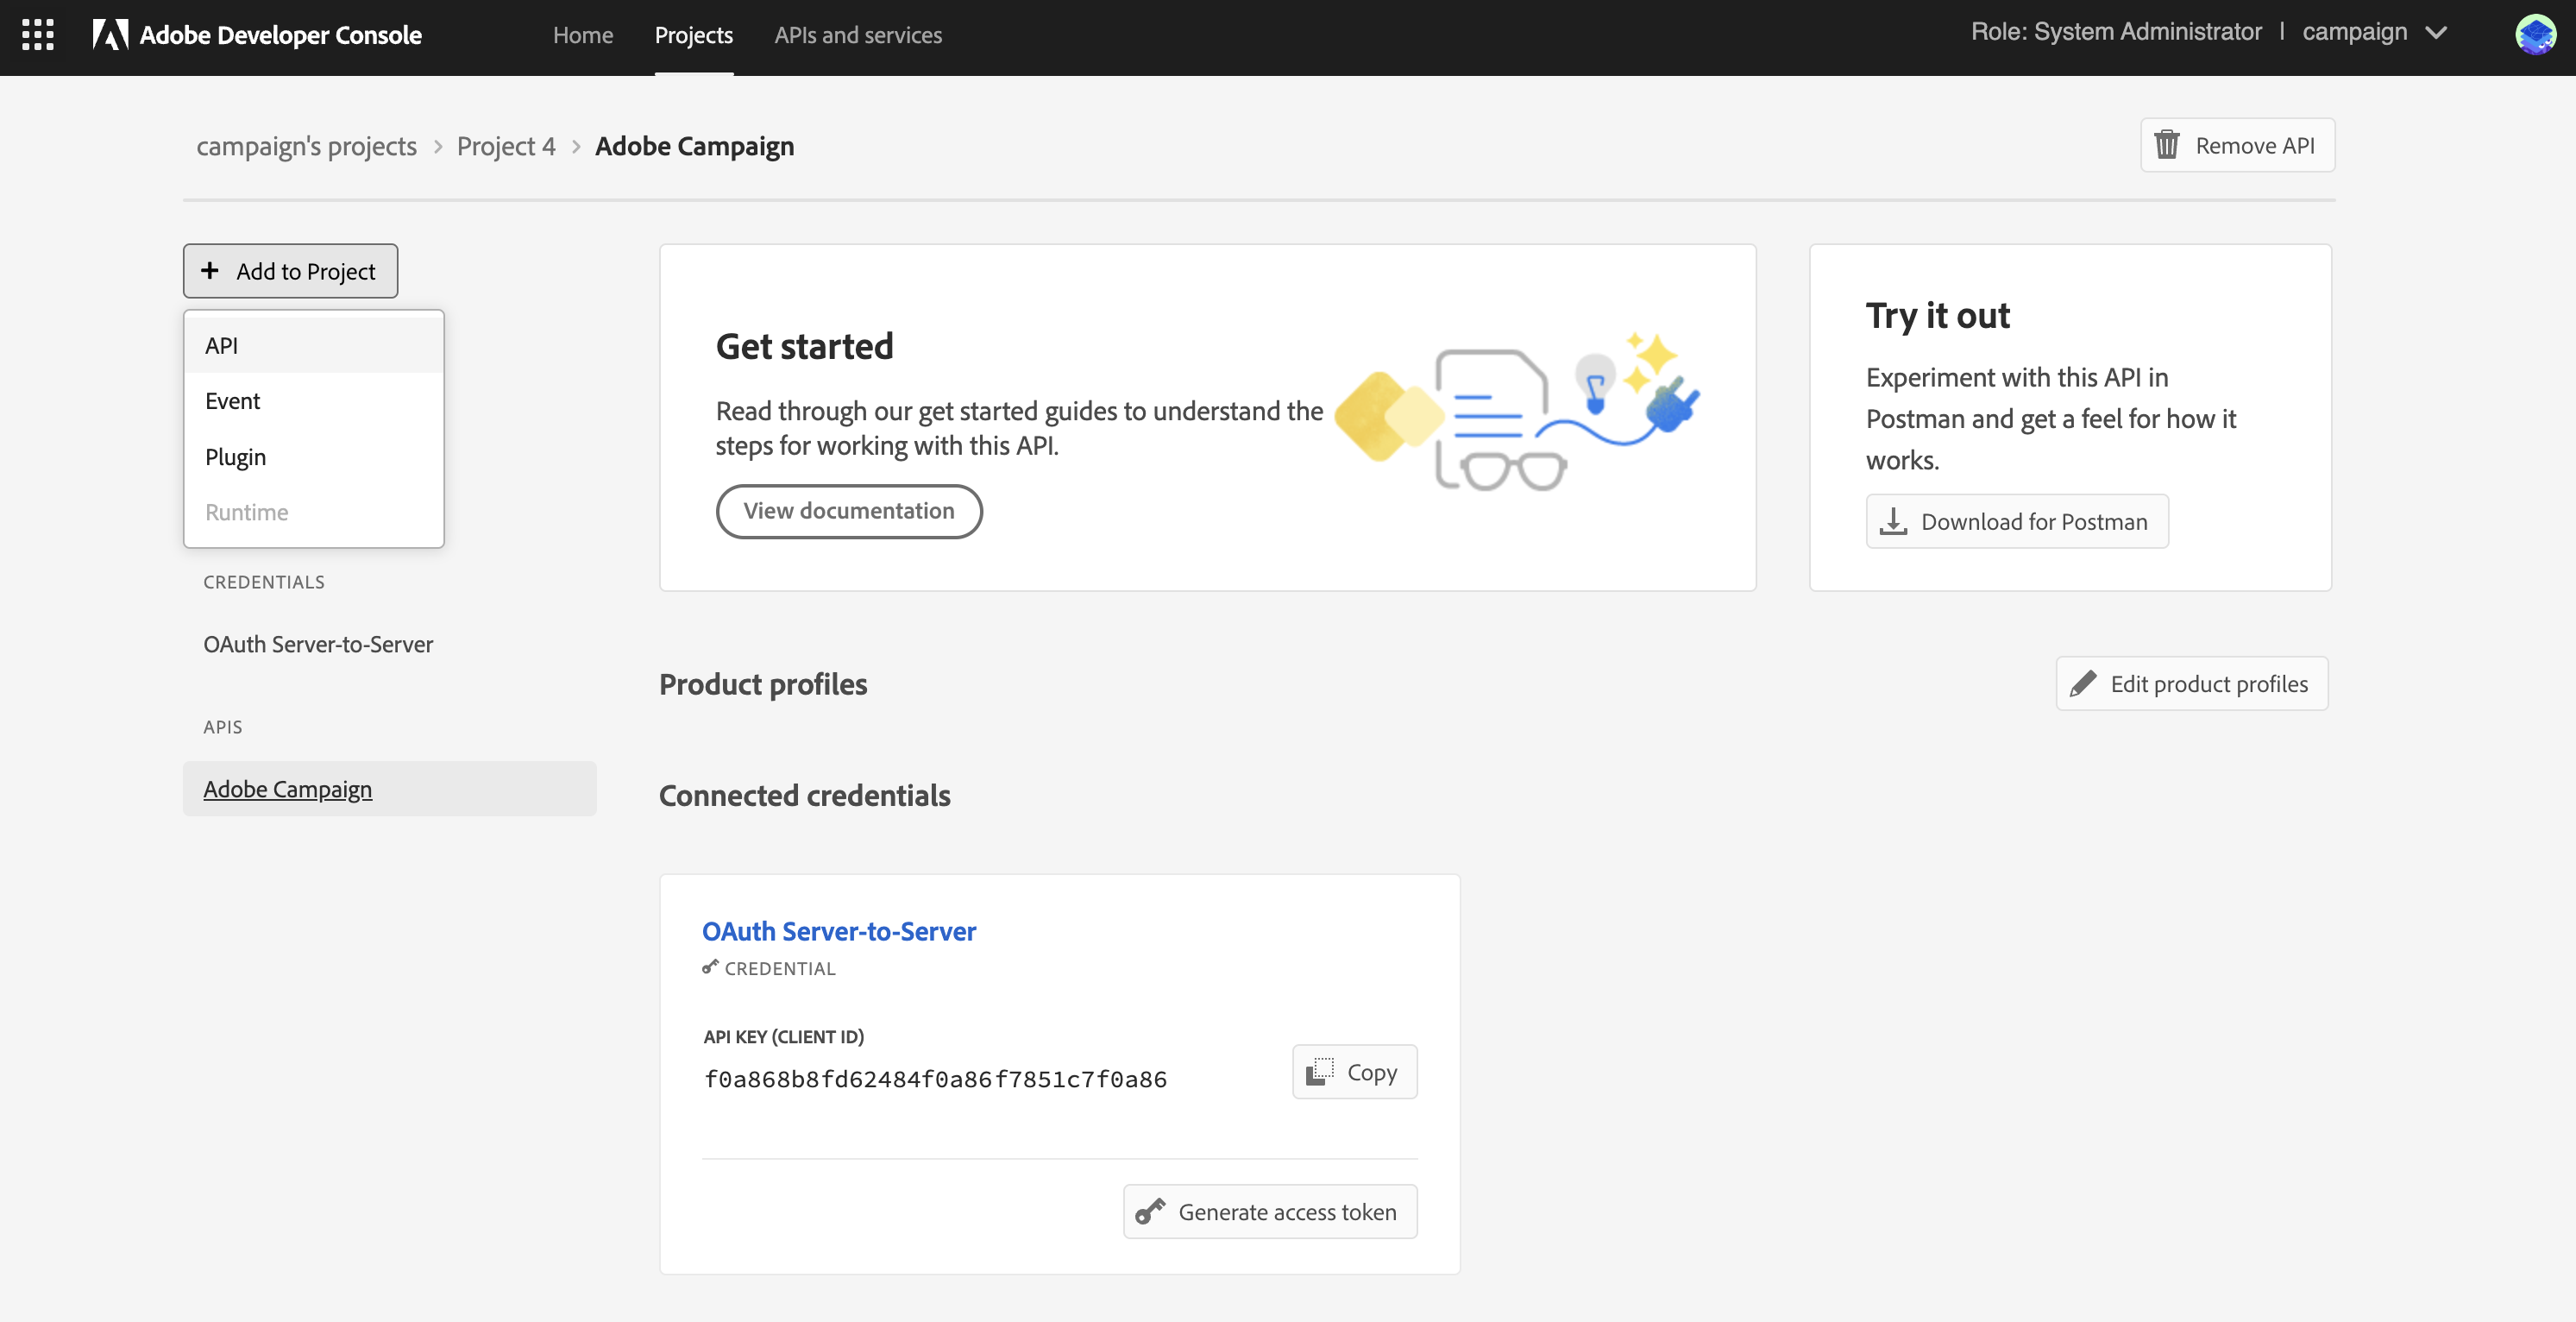 Adobe Developer Console
Home
Projects
APIs and services
Role: System Administrator | campaign
campaign's projects > Project 4 > Adobe Campaign
Remove API
+ Add to Project
API
Event
Plugin
Runtime
CREDENTIALS
OAuth Server-to-Server
APIS
Adobe Campaign
Get started
Read through our get started guides to understand the
steps for working with this API.
View documentation
Try it out
Experiment with this API in
Postman and get a feel for how it
works.
Download for Postman
Product profiles
Edit product profiles
Connected credentials
OAuth Server-to-Server
CREDENTIAL
API KEY (CLIENT ID)
f0a868b8fd62484f0a86f7851c7f0a86
Copy
Generate access token